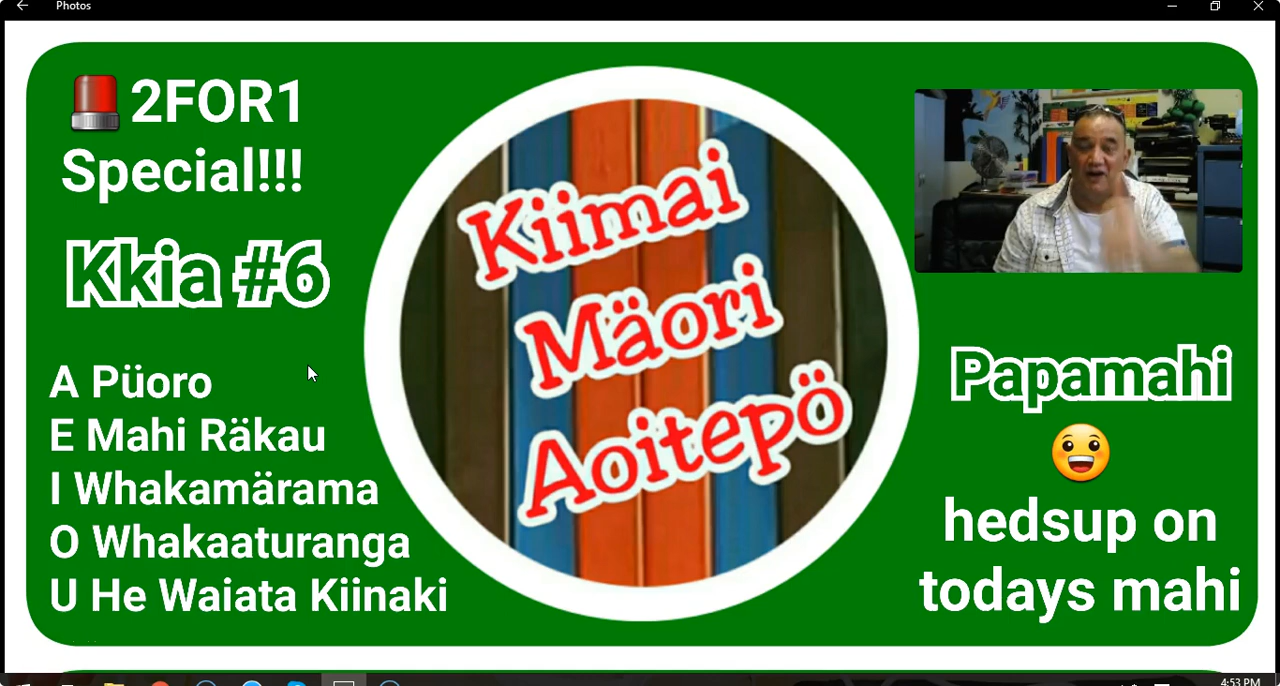 Photos
🚨 2FOR1
Special!!!
Kkia #6
A Püoro
E Mahi Räkau
I Whakamärama
O Whakaaturanga
U He Waiata Kiinaki
Kiimai
Mäori
Aoitepö
Papamahi
😀
hedsup on
todays mahi
4:53 PM